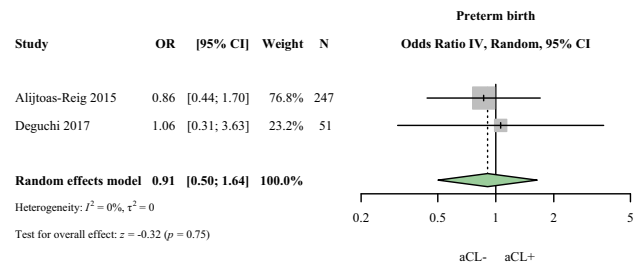 Preterm birth
Study OR [95% CI] Weight N Odds Ratio IV, Random, 95% CI
Alijtoas-Reig 2015 0.86 [0.44; 1.70] 76.8% 247
Deguchi 2017 1.06 [0.31; 3.63] 23.2% 51
Random effects model 0.91 [0.50; 1.64] 100.0%
Heterogeneity: I² = 0%, τ² = 0
Test for overall effect: z = -0.32 (p = 0.75)
0.2 0.5 1 2 5
aCL- aCL+